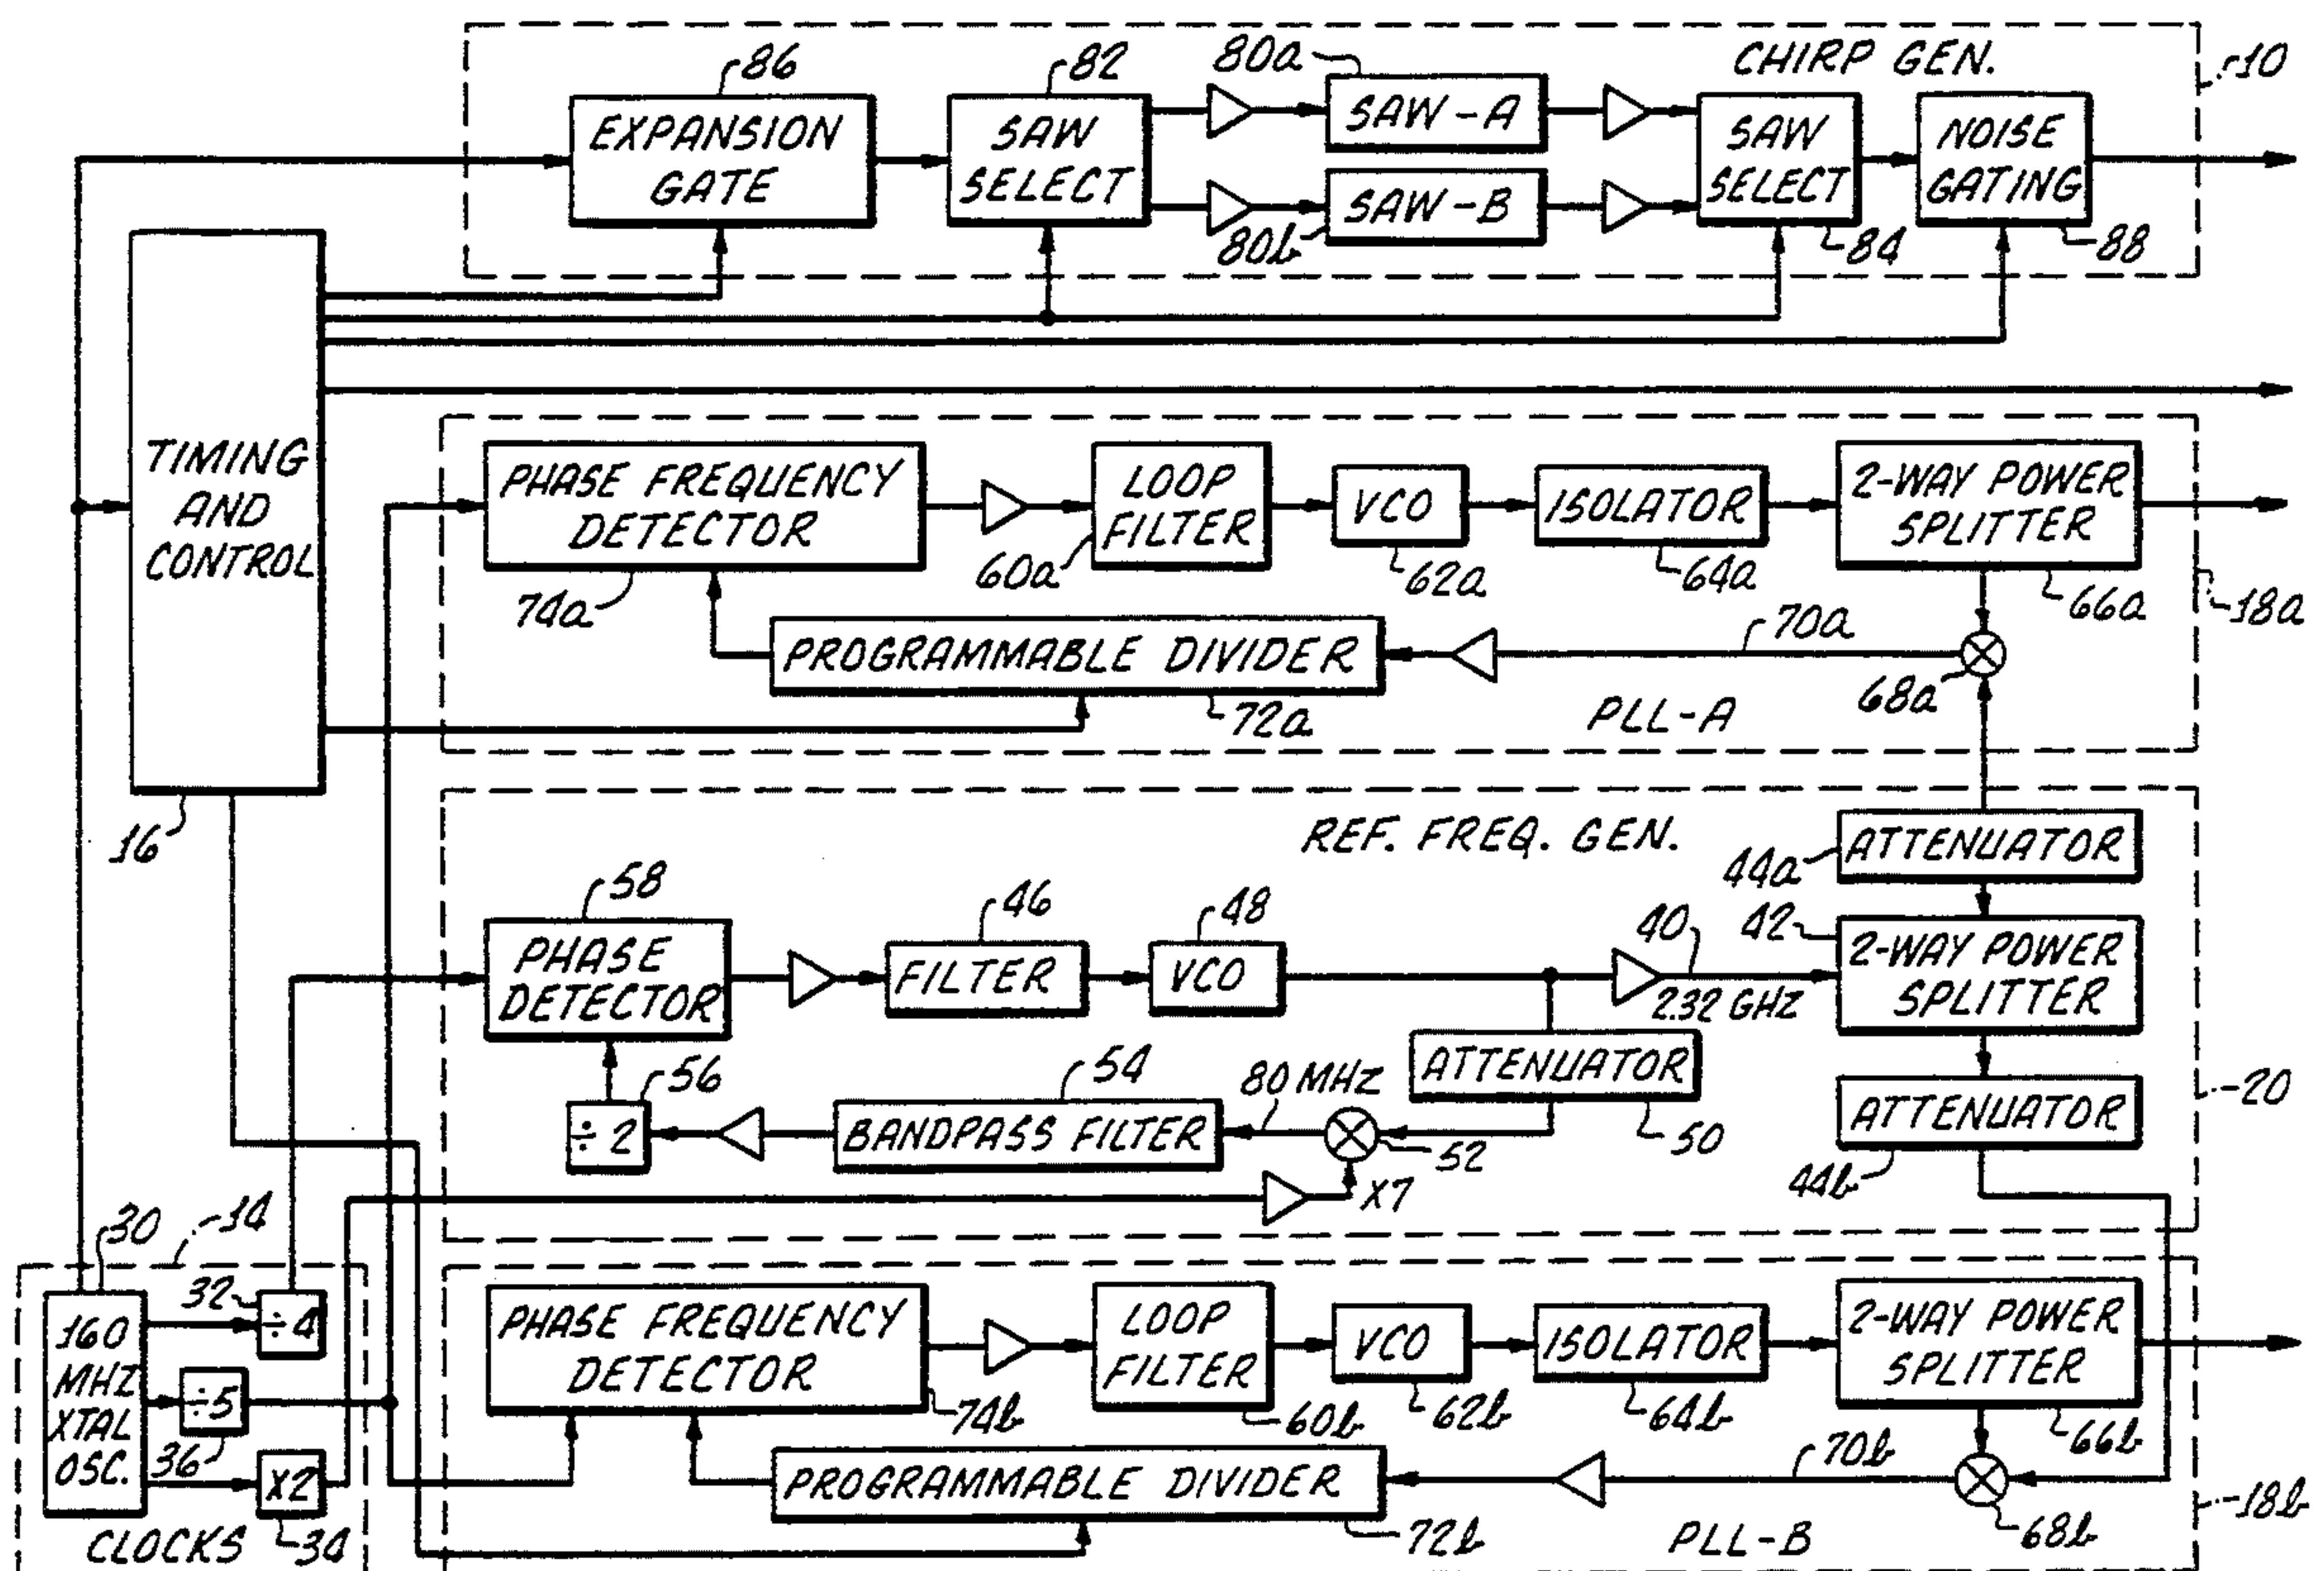 CHIRP GEN.
10
86
EXPANSION
GATE
82
SAW
SELECT
80a
SAW-A
80b
SAW-B
SAW
SELECT
84
NOISE
GATING
88
TIMING
AND
CONTROL
16
PHASE FREQUENCY
DETECTOR
74a
LOOP
FILTER
60a
VCO
62a
ISOLATOR
64a
2-WAY POWER
SPLITTER
66a
18a
PROGRAMMABLE DIVIDER
72a
70a
68a
PLL-A
REF. FREQ. GEN.
ATTENUATOR
44a
58
PHASE
DETECTOR
46
FILTER
48
VCO
40
2.32 GHZ
42
2-WAY POWER
SPLITTER
56
÷2
54
BANDPASS FILTER
80 MHZ
52
X7
ATTENUATOR
50
ATTENUATOR
44b
20
30
14
160
MHZ
XTAL
OSC.
32
÷4
÷5
36
X2
34
CLOCKS
PHASE FREQUENCY
DETECTOR
74b
LOOP
FILTER
60b
VCO
62b
ISOLATOR
64b
2-WAY POWER
SPLITTER
66b
PROGRAMMABLE DIVIDER
72b
70b
68b
PLL-B
18b